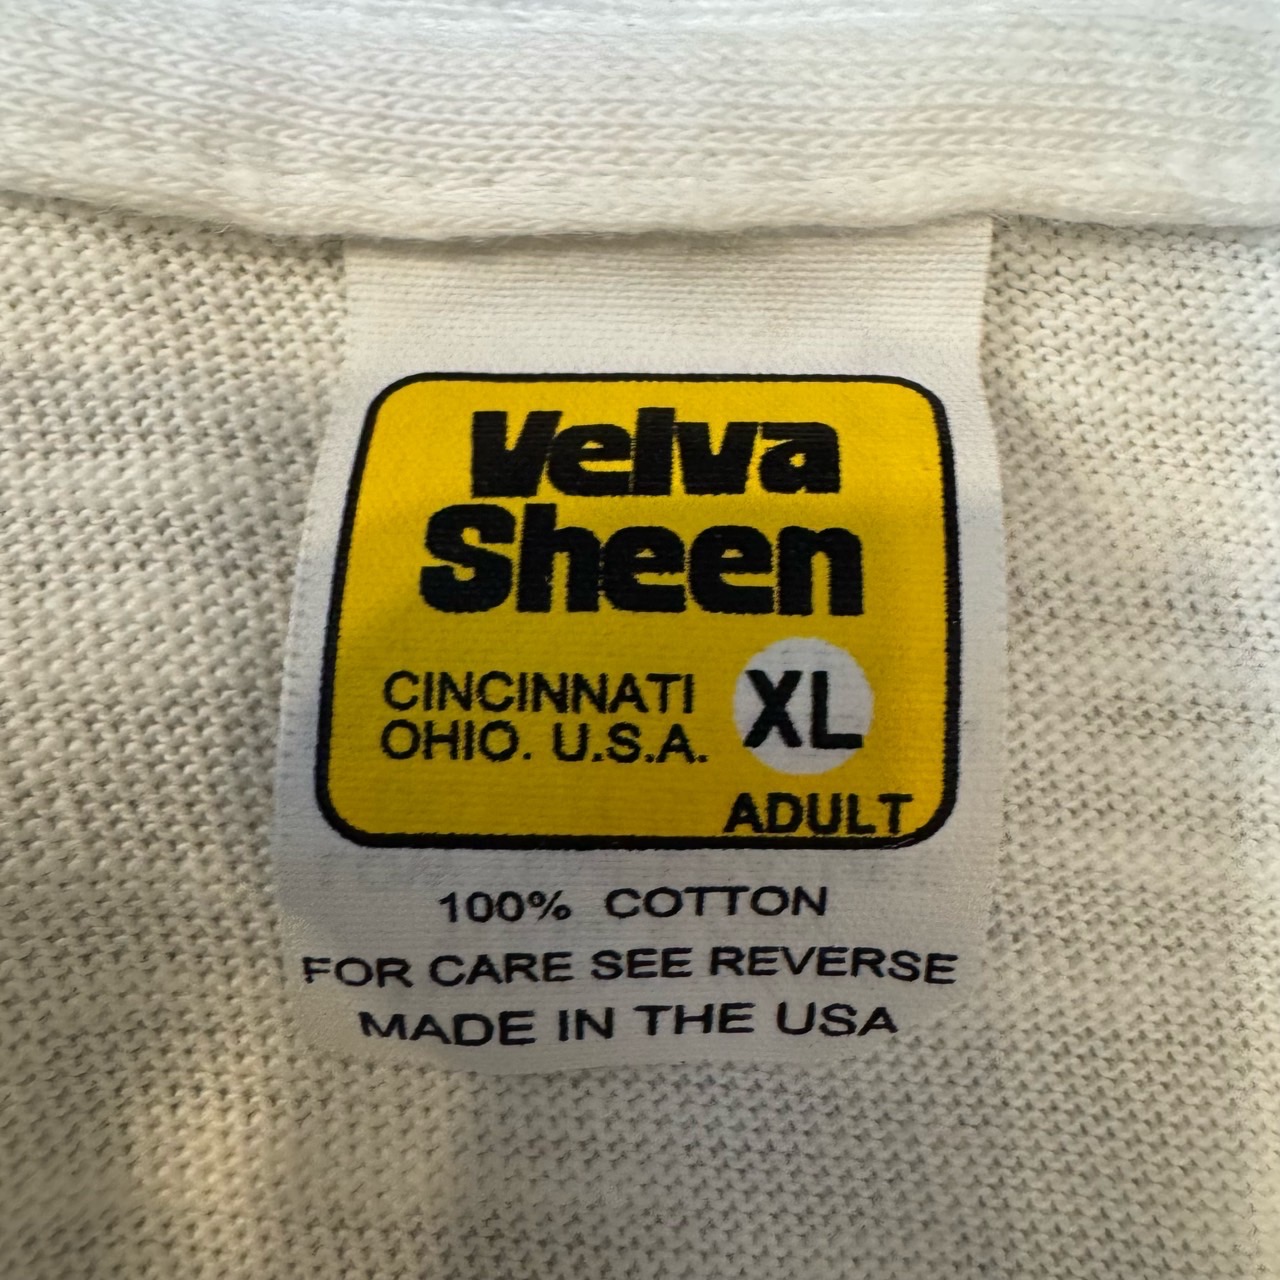 Velva
Sheen
CINCINNATI
OHIO. U.S.A.
XL
ADULT
100% COTTON
FOR CARE SEE REVERSE
MADE IN THE USA